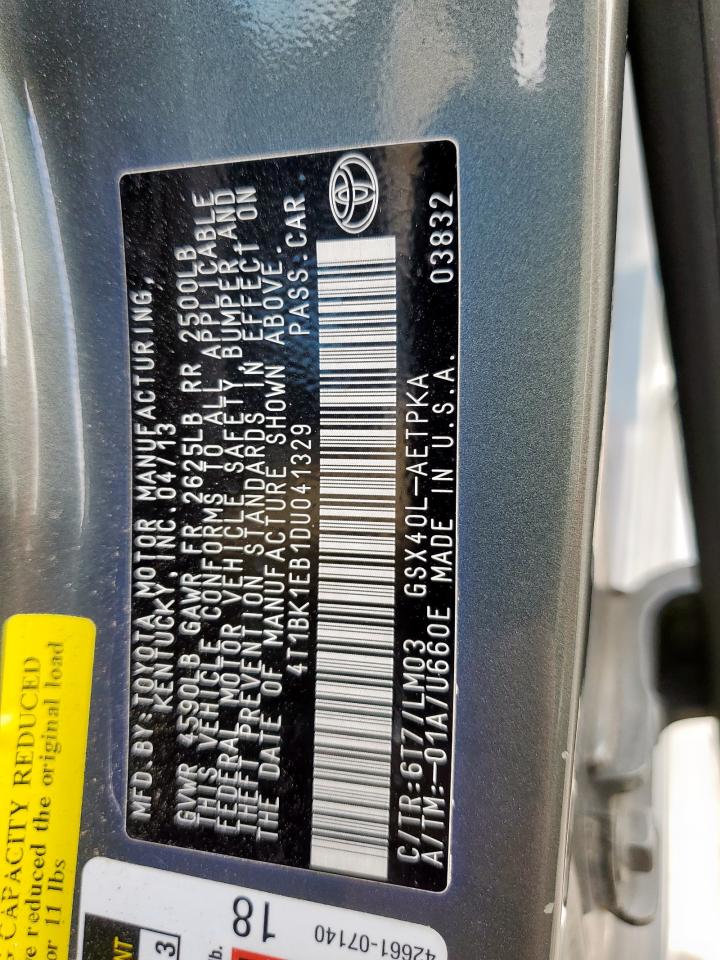 MFD.BY:TOYOTA MOTOR MANUFACTURING,
KENTUCKY,INC.04/13
GVWR 4590LB GAWR FR 2625LB RR 2500LB
THIS VEHICLE CONFORMS TO ALL APPLICABLE
FEDERAL MOTOR VEHICLE SAFETY, BUMPER, AND
THEFT PREVENTION STANDARDS IN EFFECT ON
THE DATE OF MANUFACTURE SHOWN ABOVE.
4T1BK1EB1DU041329 PASS.CAR.
C/TR:6T7/LM03 GSX40L-AETPKA
A/TM:-01A/U660E MADE IN U.S.A. 03832
CAPACITY REDUCED
reduced the original load
or 11 lbs
18
42661-07140
3